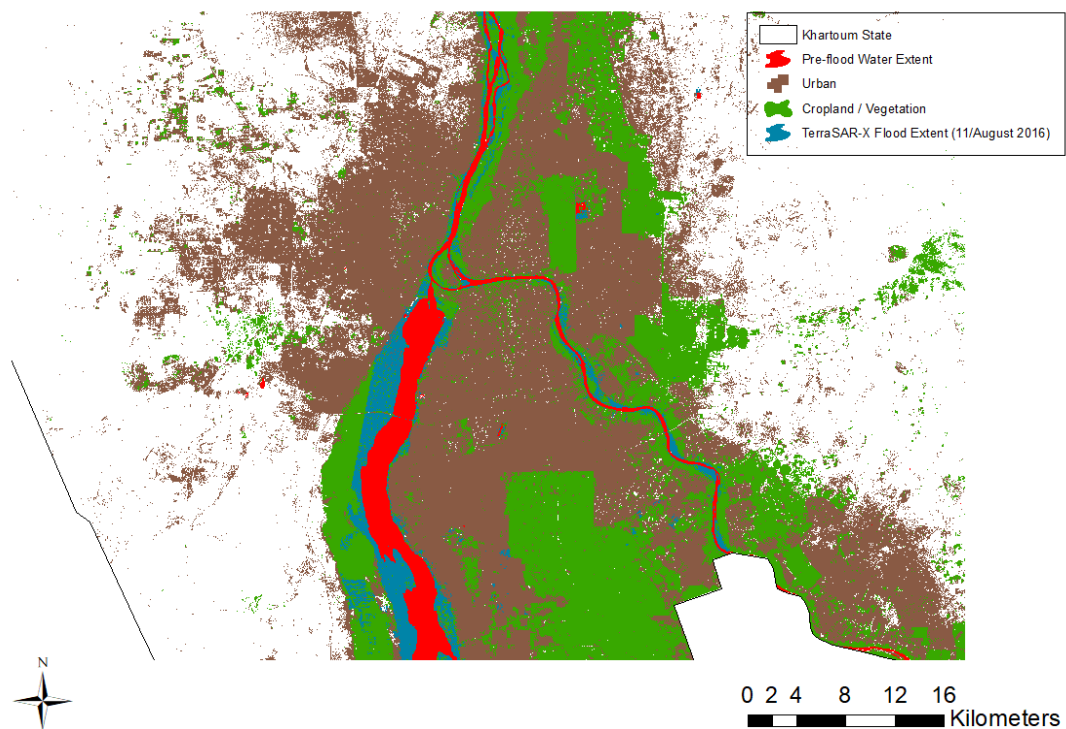 Khartoum State
Pre-flood Water Extent
Urban
Cropland / Vegetation
TerraSAR-X Flood Extent (11/August 2016)
N
0 2 4 8 12 16
Kilometers